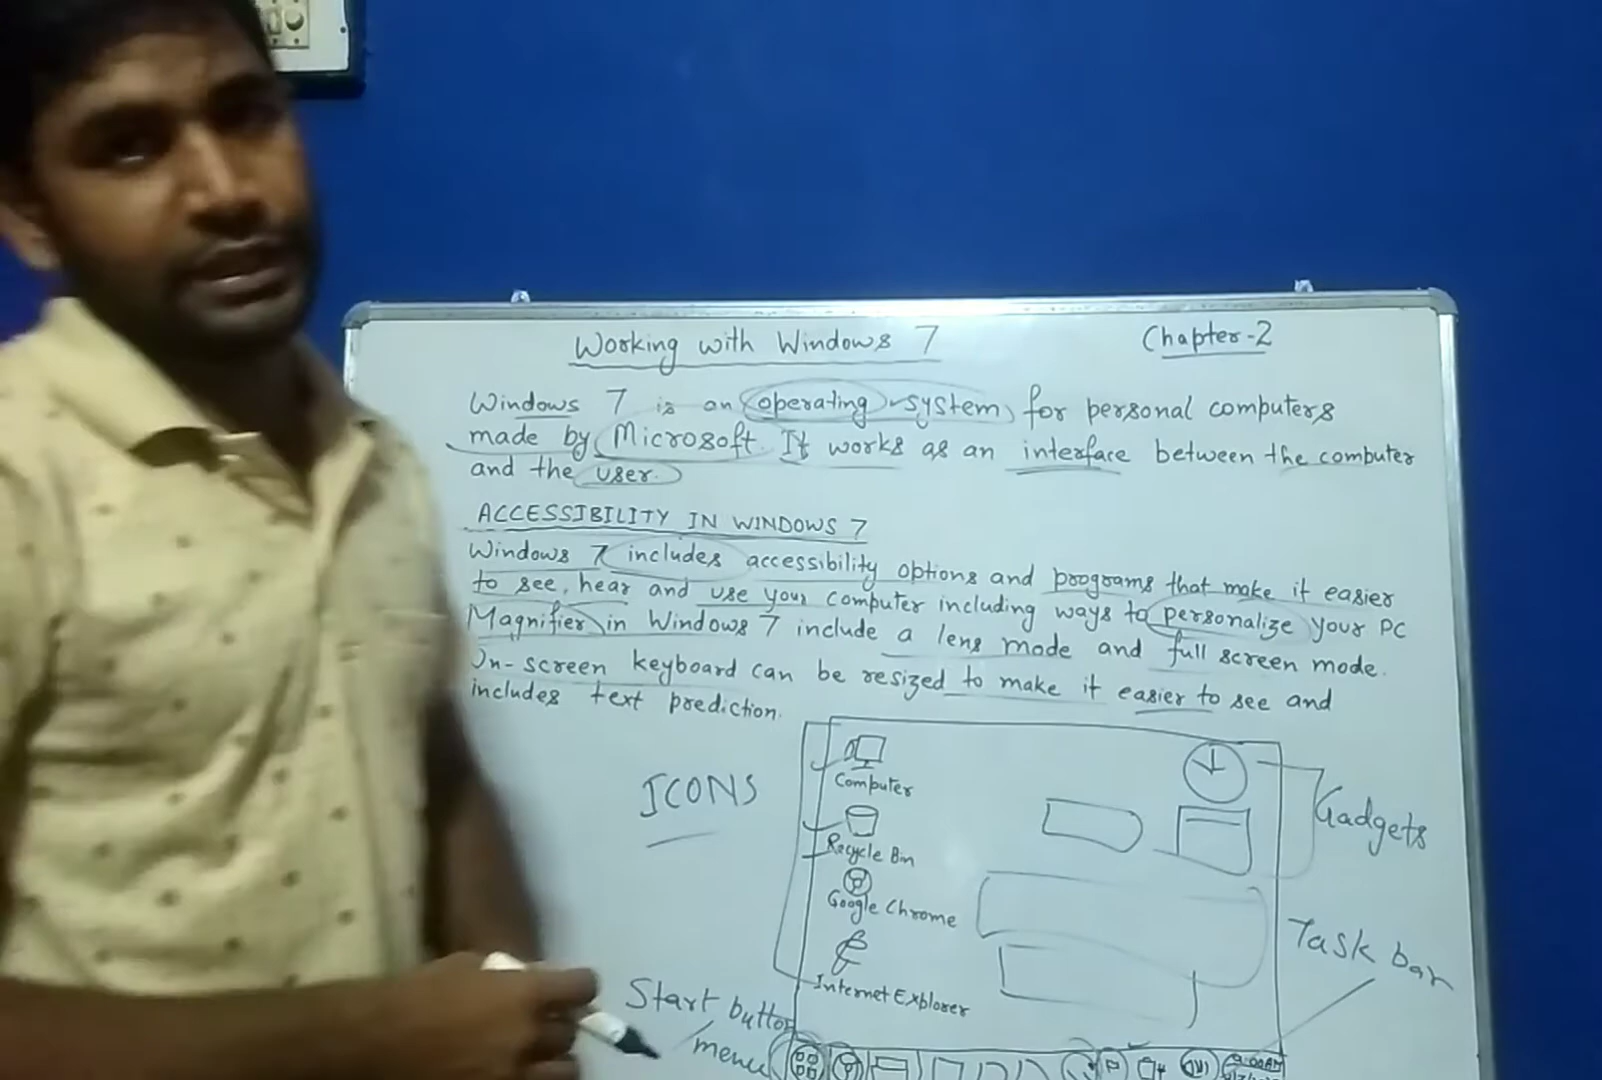 Working with Windows 7
Chapter-2
Windows 7 is an operating system for personal computers
made by Microsoft. It works as an interface between the computer
and the user.
ACCESSIBILITY IN WINDOWS 7
Windows 7 includes accessibility options and programs that make it easier
to see, hear and use your computer including ways to personalize your PC
Magnifier in Windows 7 include a lens mode and full screen mode.
On-screen keyboard can be resized to make it easier to see and
includes text prediction.
ICONS
Computer
Recycle Bin
Google Chrome
Internet Explorer
Gadgets
Task bar
Start button
menu